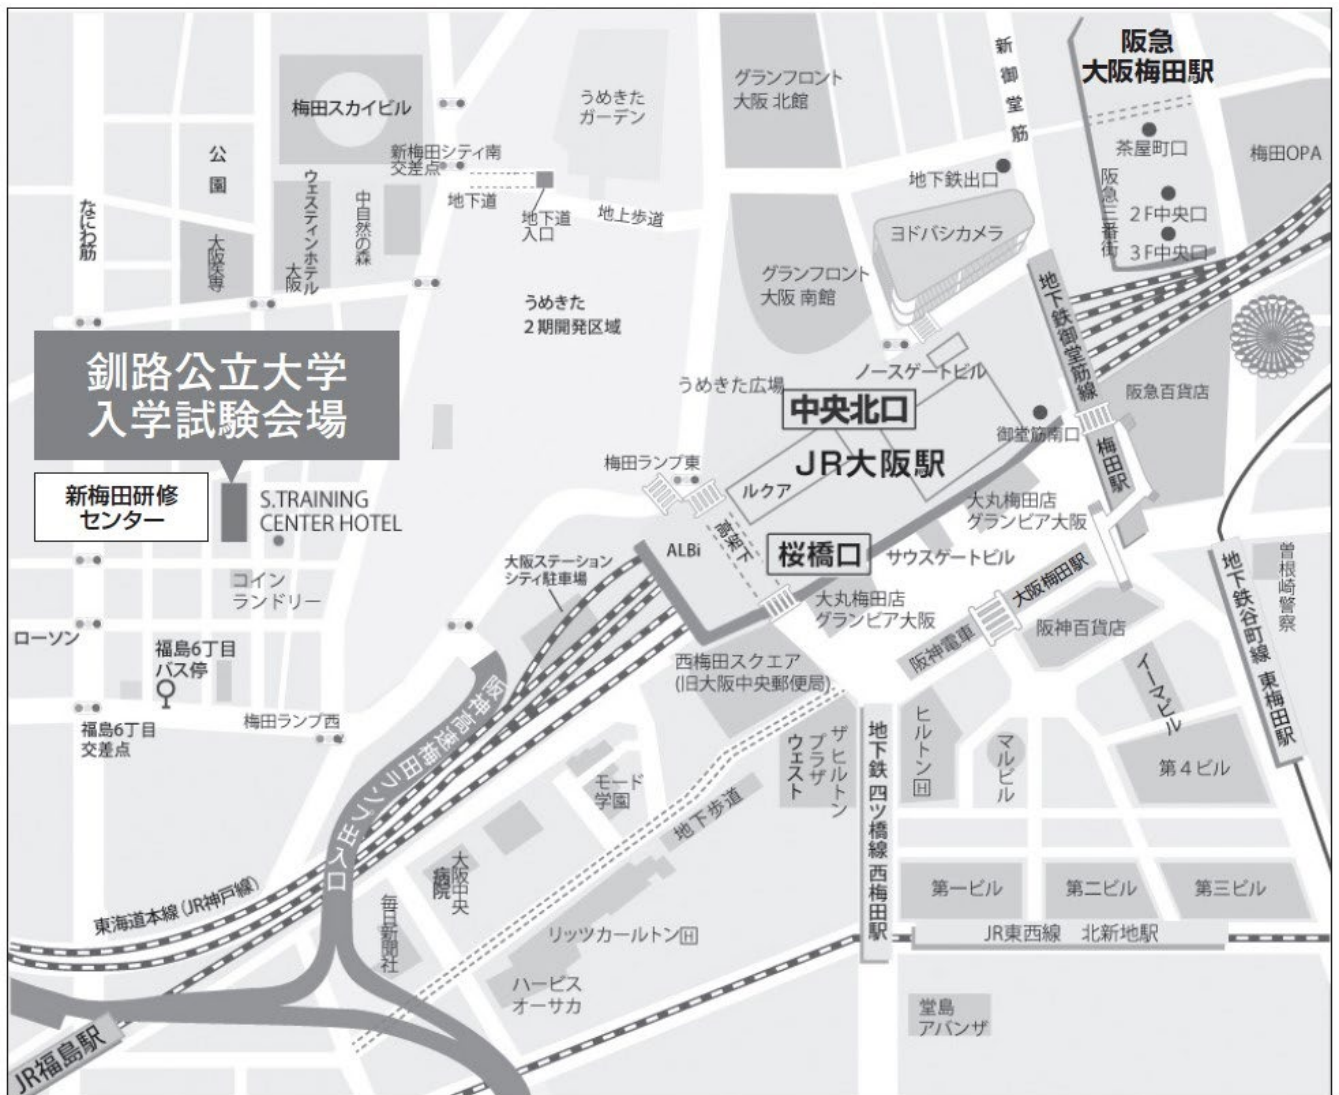 阪急
大阪梅田駅
新御堂筋
グランフロント
大阪 北館
うめきた
ガーデン
梅田スカイビル
新梅田シティ南
交差点
公園
茶屋町口
梅田OPA
地下鉄出口
阪急三番街
2F中央口
3F中央口
なにわ筋
大阪医専
ウェスティンホテル
大阪
中自然の森
地下道
地下道
入口
地上歩道
ヨドバシカメラ
グランフロント
大阪 南館
うめきた
2期開発区域
地下鉄御堂筋線
梅田駅
釧路公立大学
入学試験会場
うめきた広場
ノースゲートビル
阪急百貨店
中央北口
御堂筋南口
JR大阪駅
梅田ランプ東
ルクア
新梅田研修
センター
S.TRAINING
CENTER HOTEL
大丸梅田店
グランビア大阪
高架下
ALBi
桜橋口
サウスゲートビル
大阪ステーション
シティ駐車場
コイン
ランドリー
大阪梅田駅
阪神電車
曽根崎警察
地下鉄谷町線 東梅田駅
大丸梅田店
グランビア大阪
阪神百貨店
ローソン
福島6丁目
バス停
西梅田スクエア
(旧大阪中央郵便局)
イーマビル
福島6丁目
交差点
梅田ランプ西
阪神高速梅田ランプ出入口
ザ ヒルトン
プラザ
ウェスト
地下鉄 四ツ橋線 西梅田駅
ヒルトンH
マルビル
第4ビル
モード
学園
地下歩道
大阪中央
病院
毎日新聞社
東海道本線(JR神戸線)
第一ビル
第二ビル
第三ビル
リッツカールトンH
JR東西線 北新地駅
ハービス
オーサカ
堂島
アバンザ
JR福島駅